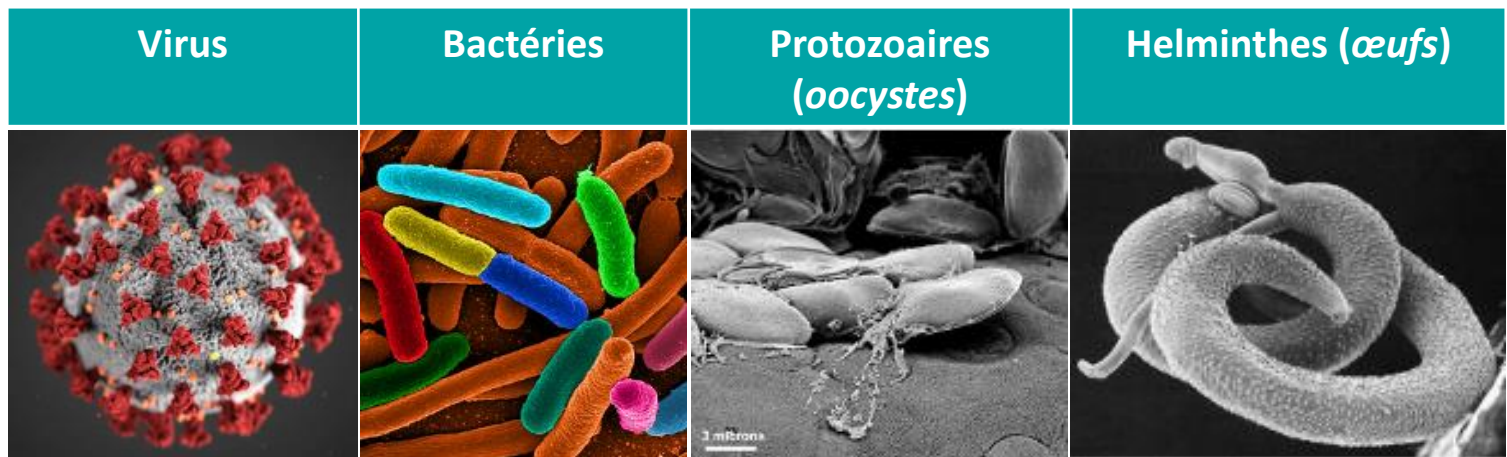 Virus
Bactéries
Protozoaires
(oocystes)
Helminthes (œufs)
3 microns